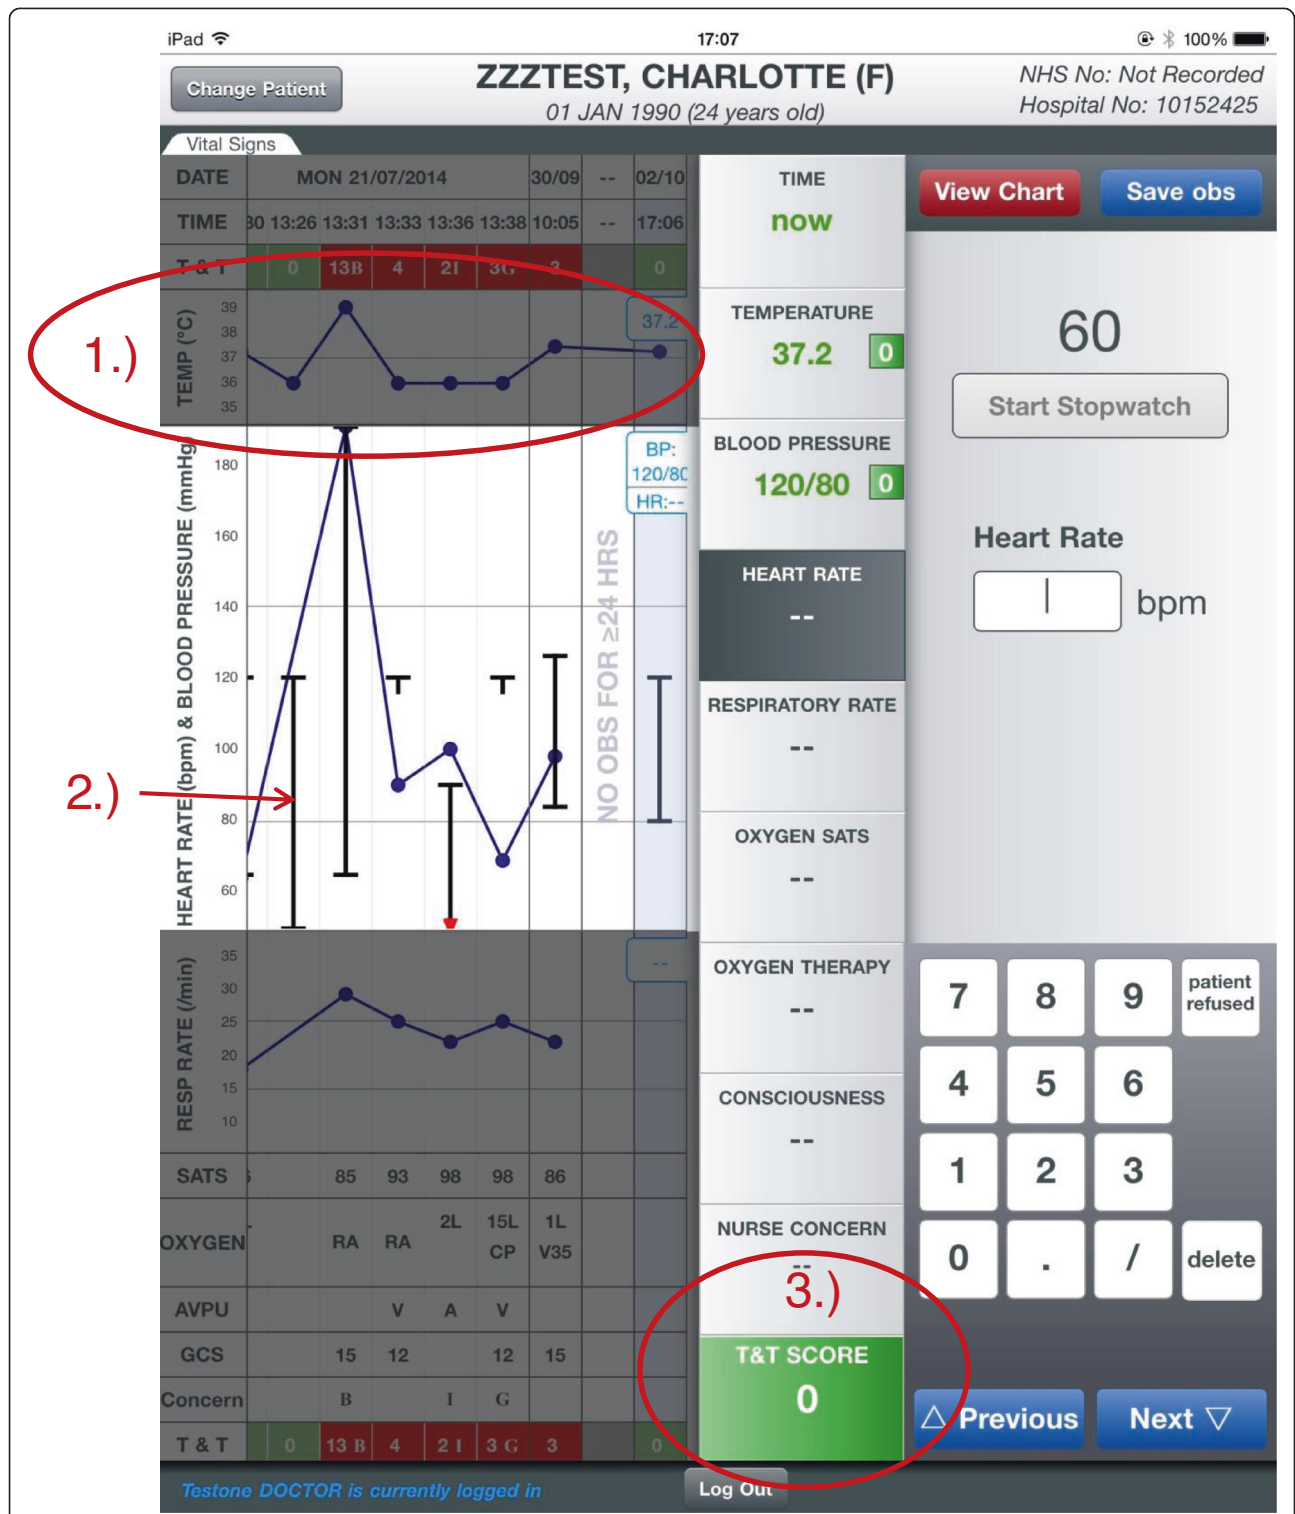 iPad 17:07 100%
Change Patient
ZZZTEST, CHARLOTTE (F)
01 JAN 1990 (24 years old)
NHS No: Not Recorded
Hospital No: 10152425
Vital Signs
DATE MON 21/07/2014 30/09 -- 02/10
TIME 30 13:26 13:31 13:33 13:36 13:38 10:05 -- 17:06
T & T 0 13B 4 2I 3G 3 0
1.)
TEMP (°C)
39
38
37
36
35
37.2
2.)
HEART RATE (bpm) & BLOOD PRESSURE (mmHg)
180
160
140
120
100
80
60
NO OBS FOR ≥24 HRS
BP:
120/80
HR:--
RESP RATE (/min)
35
30
25
20
15
10
--
SATS 85 93 98 98 86
OXYGEN RA RA 2L 15L CP 1L V35
AVPU V A V
GCS 15 12 12 15
Concern B I G
T & T 0 13 B 4 2 I 3 G 3 0
TIME
now
TEMPERATURE
37.2 0
BLOOD PRESSURE
120/80 0
HEART RATE
--
RESPIRATORY RATE
--
OXYGEN SATS
--
OXYGEN THERAPY
--
CONSCIOUSNESS
--
NURSE CONCERN
--
3.)
T&T SCORE
0
View Chart Save obs
60
Start Stopwatch
Heart Rate
bpm
7 8 9 patient refused
4 5 6
1 2 3
0 . / delete
Previous Next
Testone DOCTOR is currently logged in
Log Out